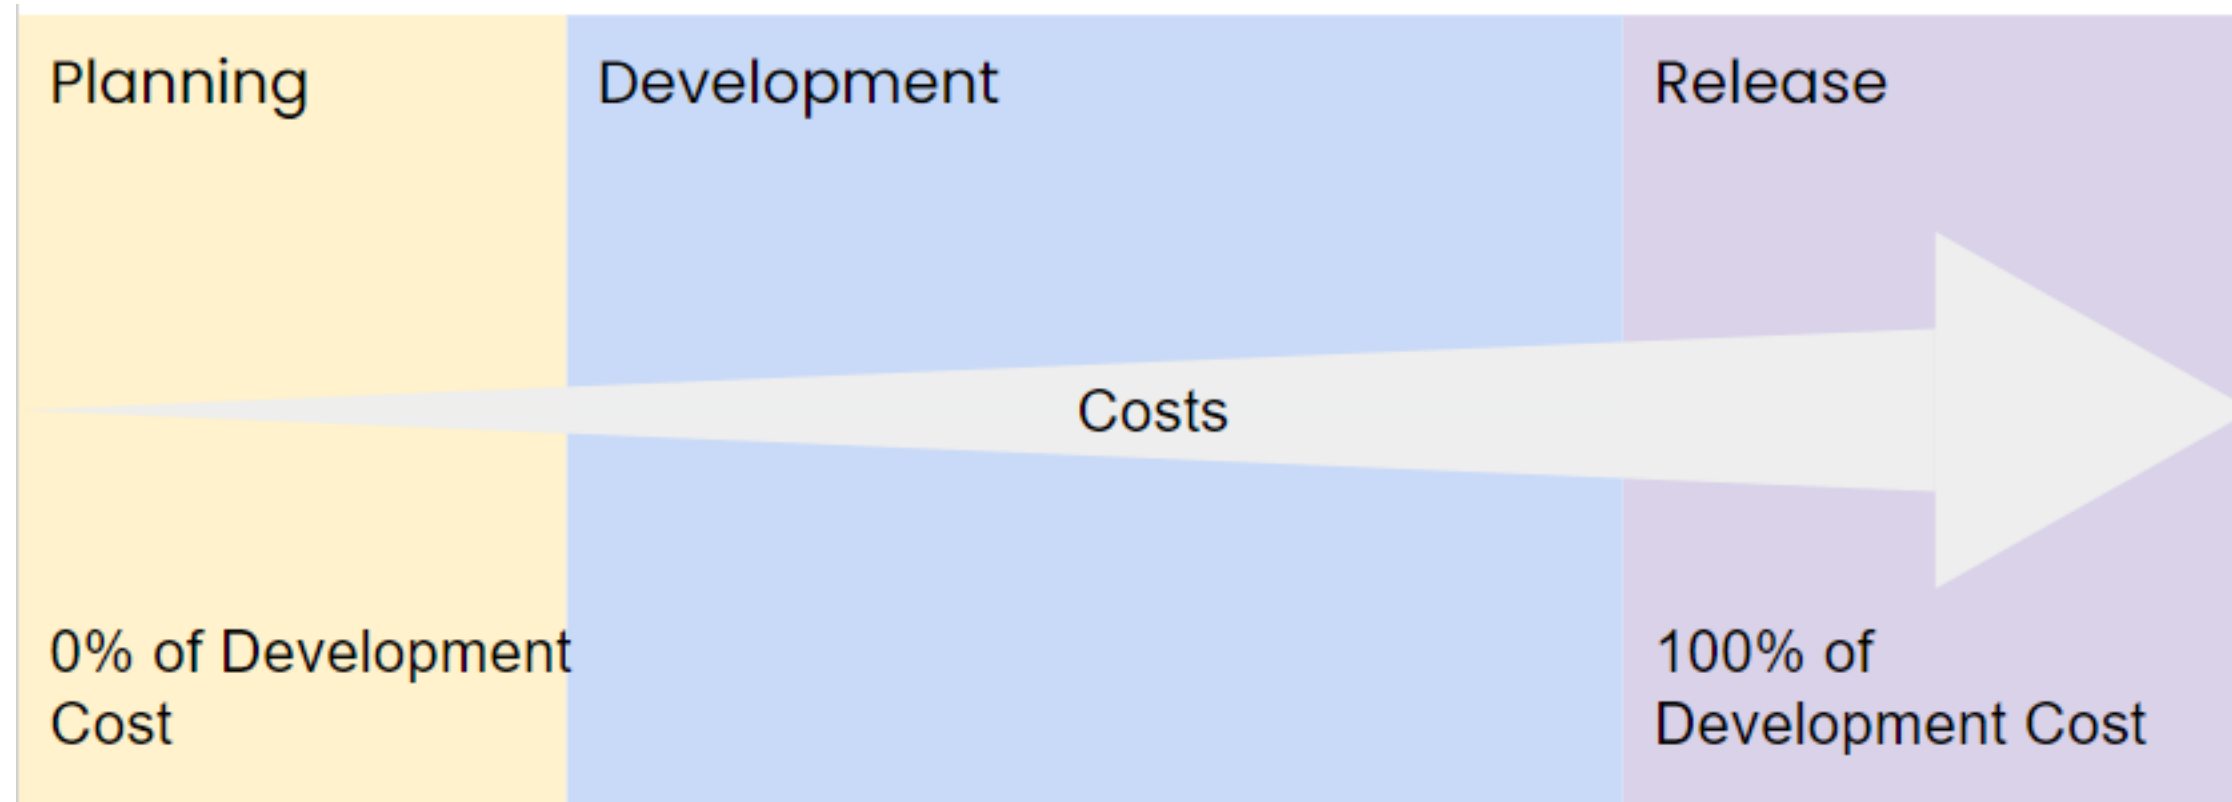 Planning
Development
Release
Costs
0% of Development
Cost
100% of
Development Cost